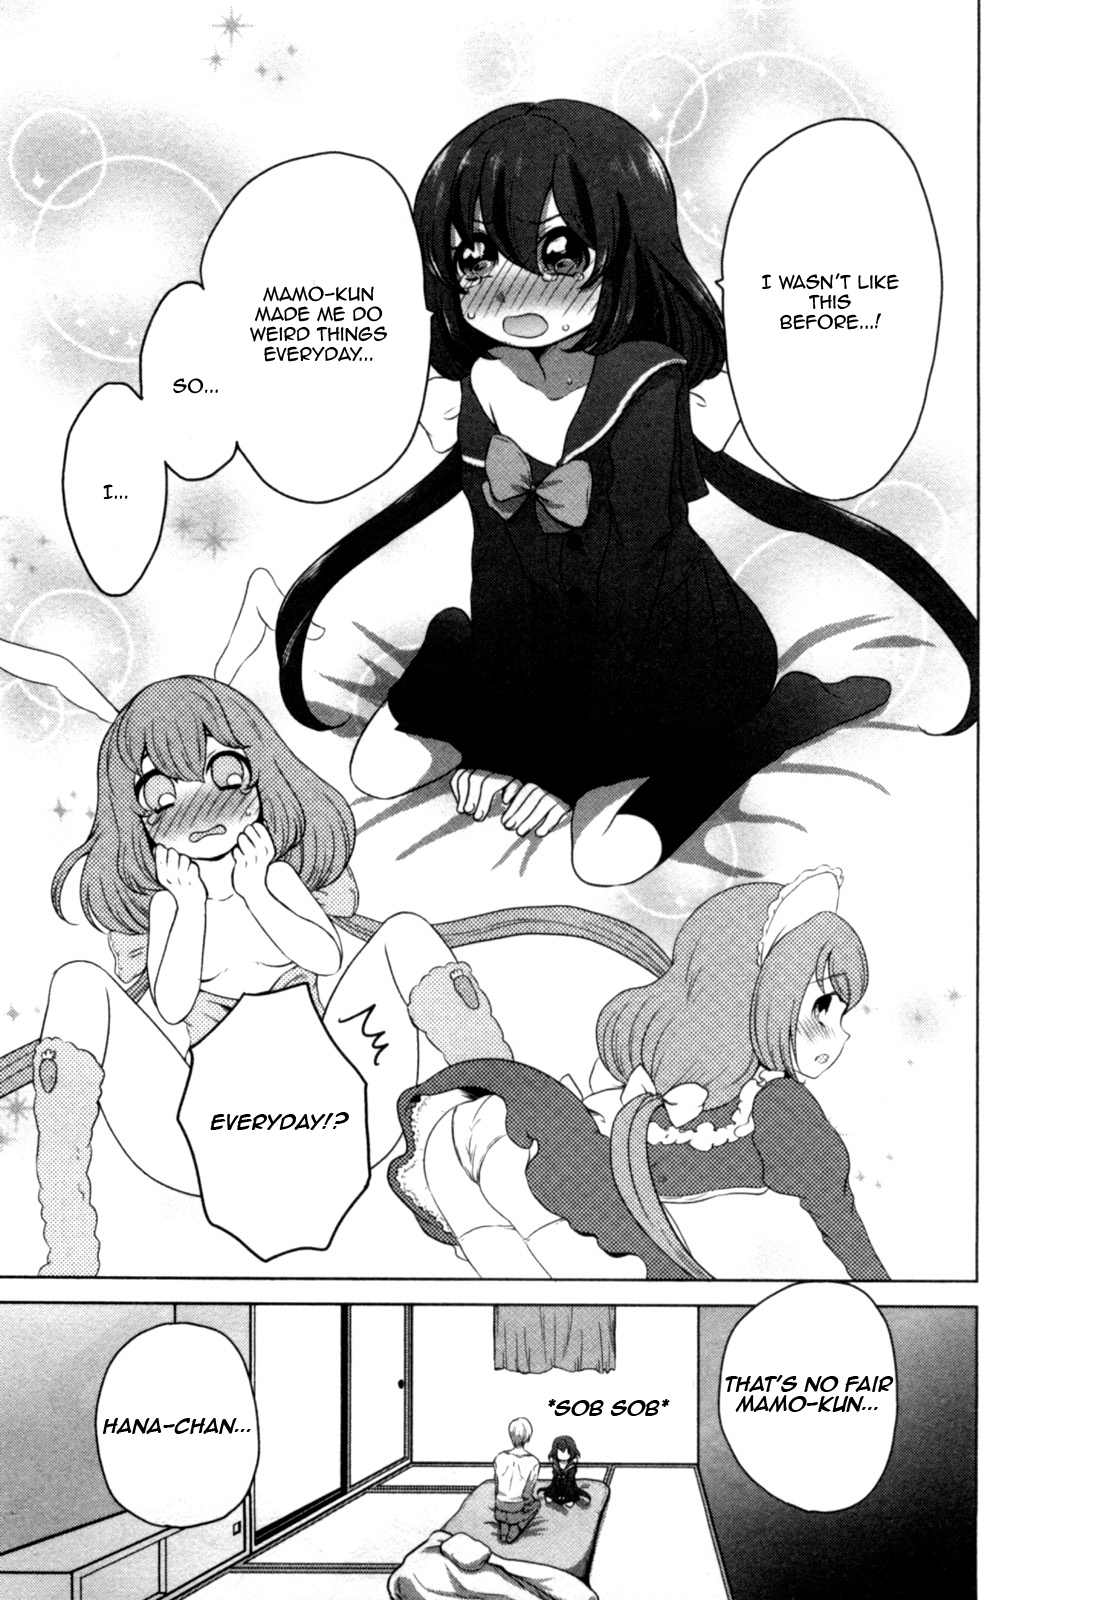 I WASN'T LIKE
THIS
BEFORE...!
MAMO-KUN
MADE ME DO
WEIRD THINGS
EVERYDAY...
SO...
I...
EVERYDAY!?
THAT'S NO FAIR
MAMO-KUN...
*SOB SOB*
HANA-CHAN...